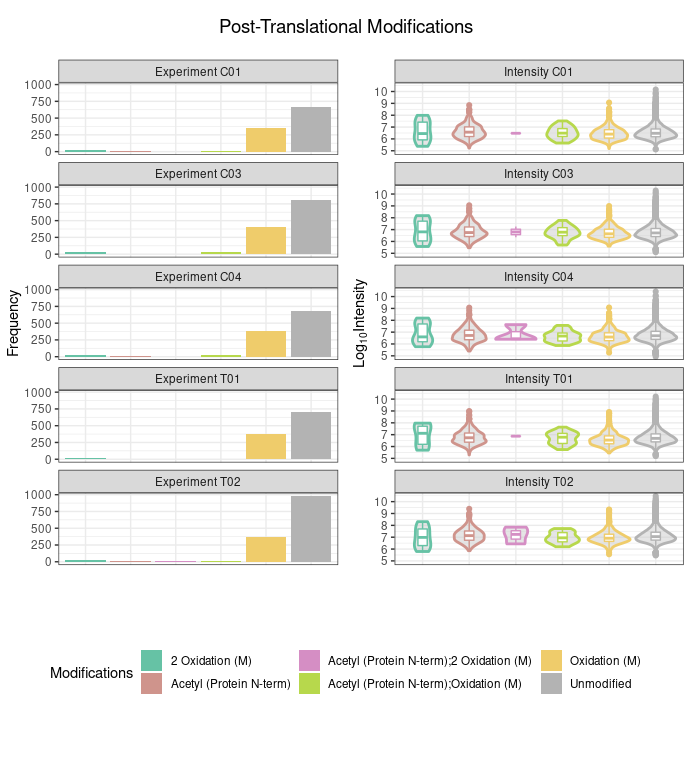 Post-Translational Modifications
Experiment C01
1000
750
500
250
0
Experiment C03
1000
750
500
250
0
Experiment C04
1000
750
500
250
0
Experiment T01
1000
750
500
250
0
Experiment T02
1000
750
500
250
0
Frequency
Intensity C01
10
9
8
7
6
5
Intensity C03
10
9
8
7
6
5
Intensity C04
10
9
8
7
6
5
Intensity T01
10
9
8
7
6
5
Intensity T02
10
9
8
7
6
5
Log₁₀Intensity
Modifications
2 Oxidation (M)
Acetyl (Protein N-term)
Acetyl (Protein N-term);2 Oxidation (M)
Acetyl (Protein N-term);Oxidation (M)
Oxidation (M)
Unmodified